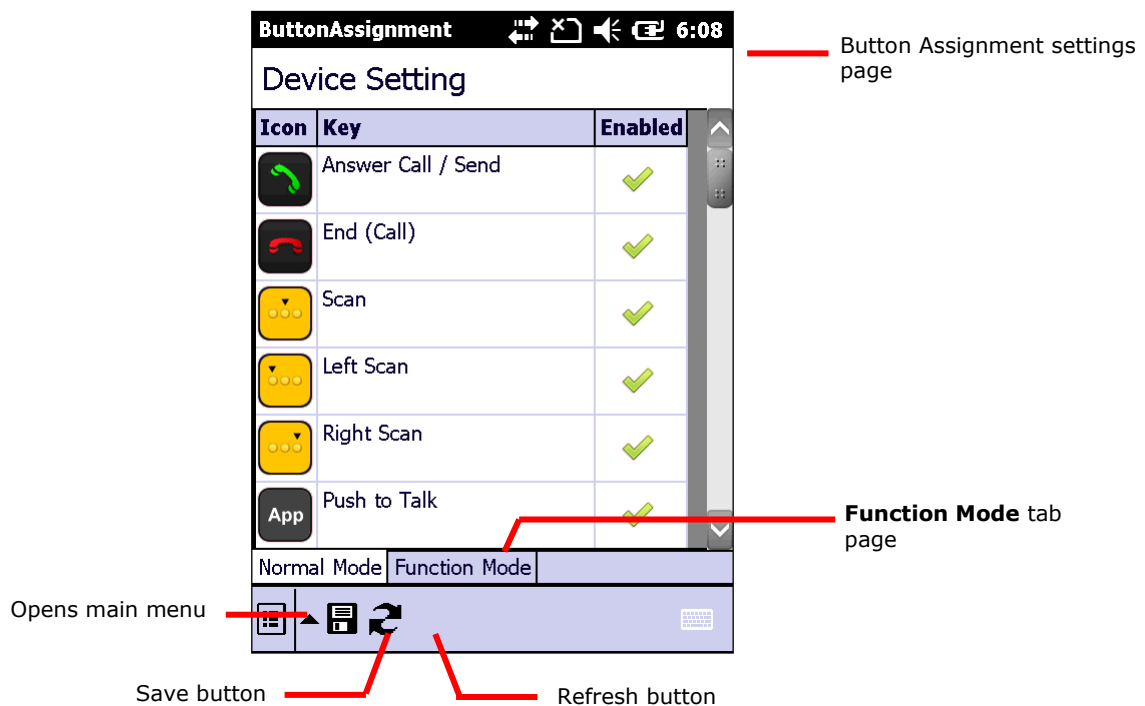 ButtonAssignment 6:08
Button Assignment settings
page
Device Setting
Icon Key Enabled
Answer Call / Send
End (Call)
Scan
Left Scan
Right Scan
App Push to Talk
Function Mode tab
page
Normal Mode Function Mode
Opens main menu
Save button
Refresh button